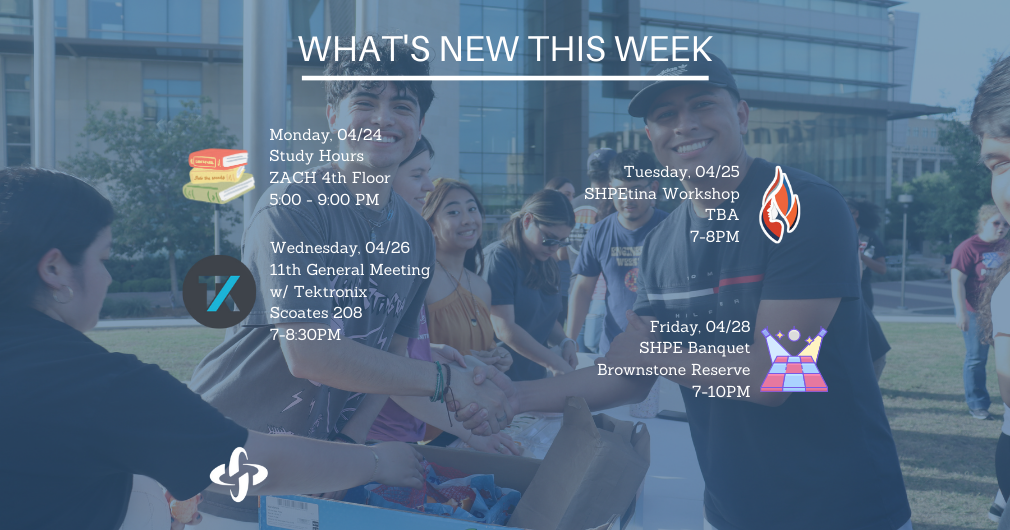 WHAT'S NEW THIS WEEK
Monday, 04/24
Study Hours
ZACH 4th Floor
5:00 - 9:00 PM
Tuesday, 04/25
SHPEtina Workshop
TBA
7-8PM
Wednesday, 04/26
11th General Meeting
w/ Tektronix
Scoates 208
7-8:30PM
Friday, 04/28
SHPE Banquet
Brownstone Reserve
7-10PM